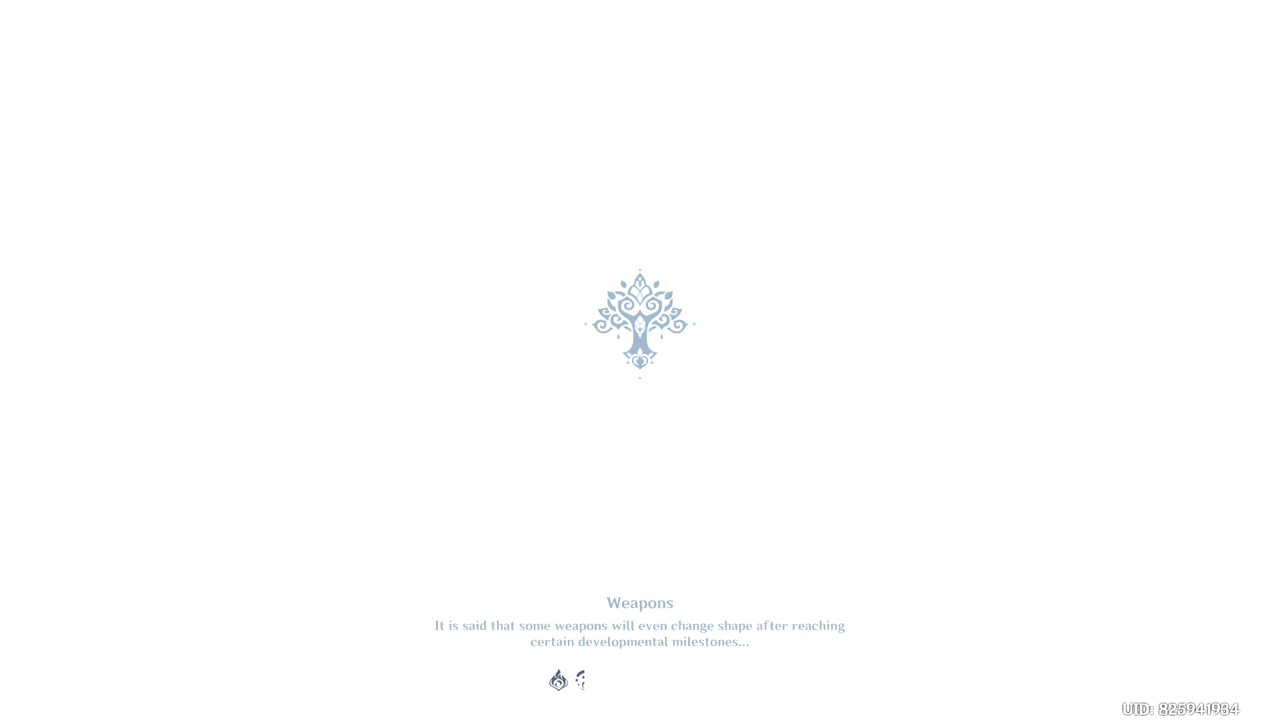 Weapons
It is said that some weapons will even change shape after reaching
certain developmental milestones...
UID: 825941934